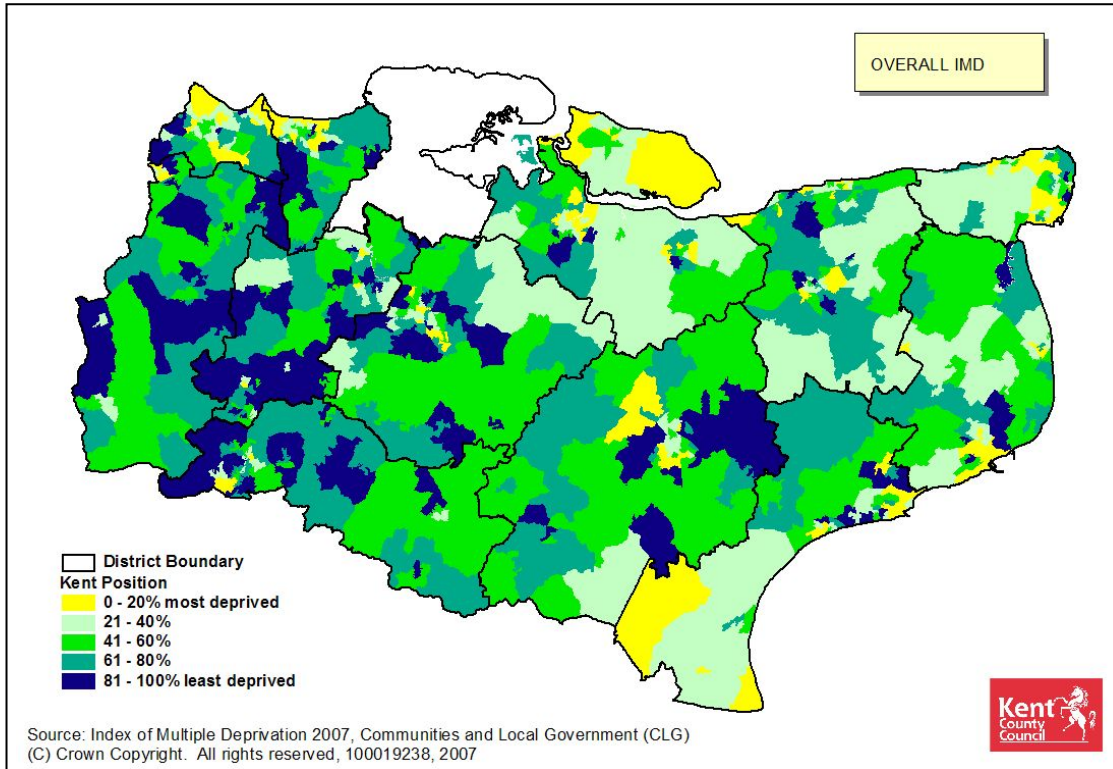 OVERALL IMD
District Boundary
Kent Position
0 - 20% most deprived
21 - 40%
41 - 60%
61 - 80%
81 - 100% least deprived
Source: Index of Multiple Deprivation 2007, Communities and Local Government (CLG)
(C) Crown Copyright. All rights reserved, 100019238, 2007
Kent
County
Council